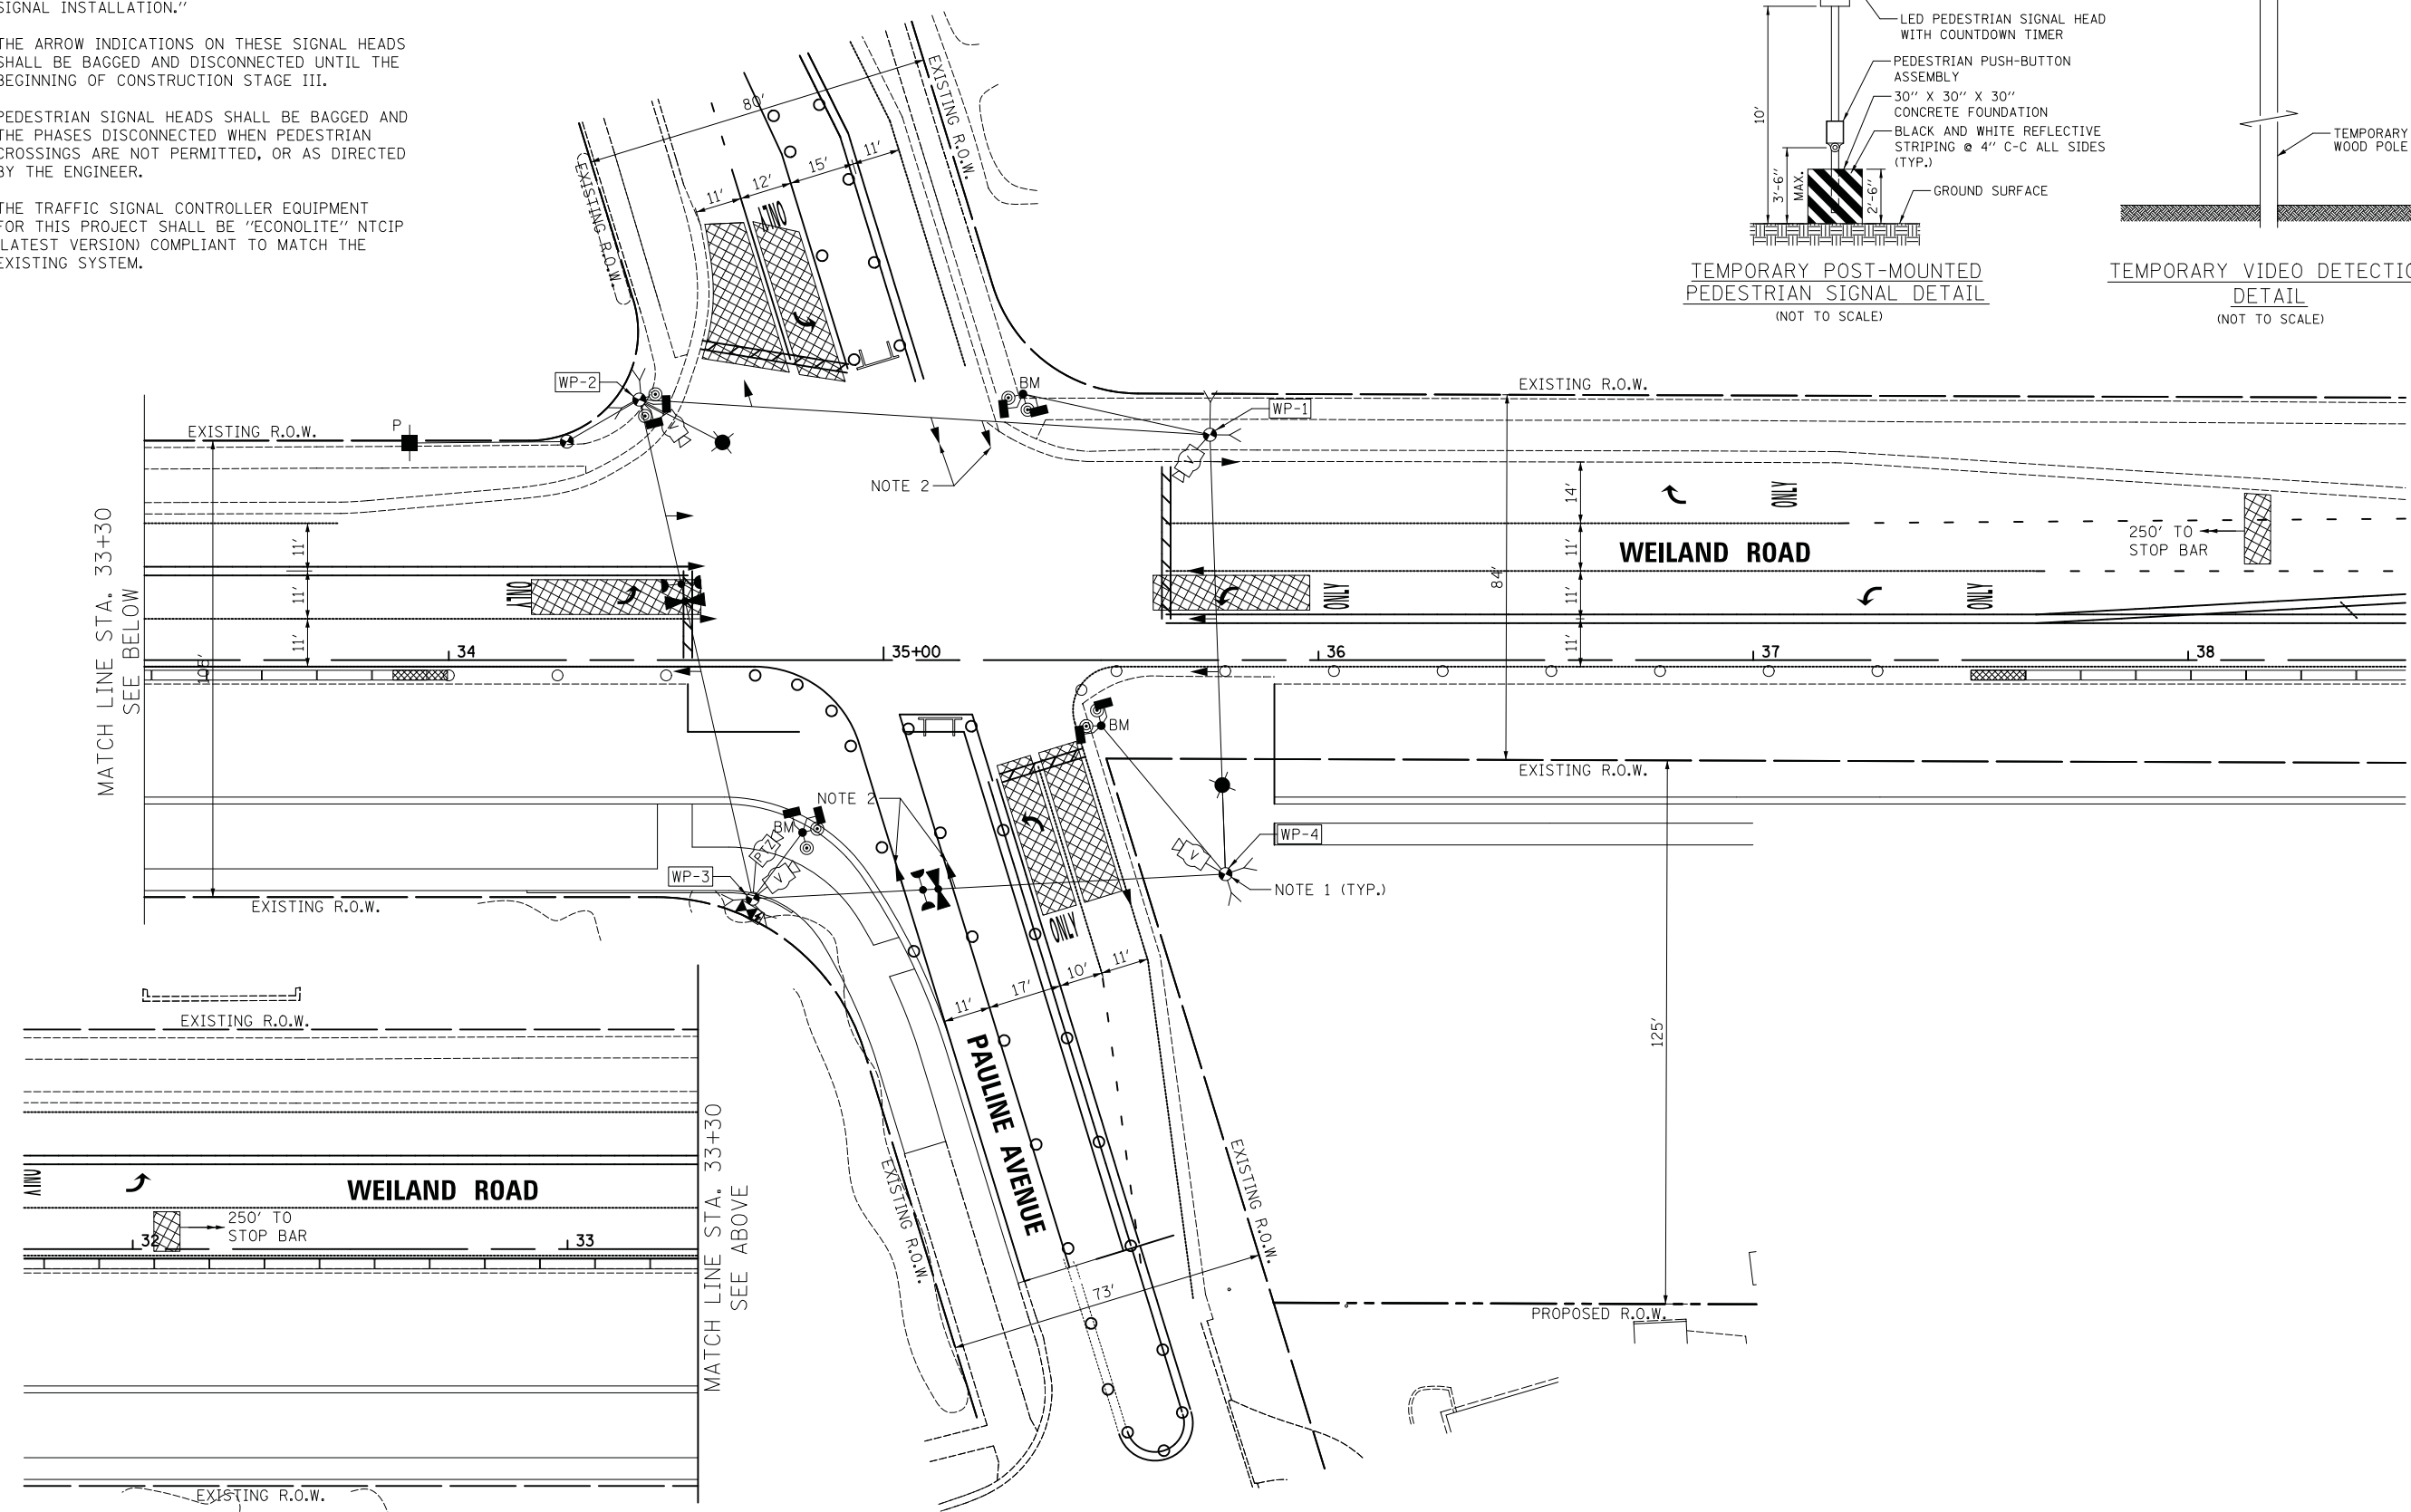 SIGNAL INSTALLATION."
THE ARROW INDICATIONS ON THESE SIGNAL HEADS
SHALL BE BAGGED AND DISCONNECTED UNTIL THE
BEGINNING OF CONSTRUCTION STAGE III.
PEDESTRIAN SIGNAL HEADS SHALL BE BAGGED AND
THE PHASES DISCONNECTED WHEN PEDESTRIAN
CROSSINGS ARE NOT PERMITTED, OR AS DIRECTED
BY THE ENGINEER.
THE TRAFFIC SIGNAL CONTROLLER EQUIPMENT
FOR THIS PROJECT SHALL BE "ECONOLITE" NTCIP
(LATEST VERSION) COMPLIANT TO MATCH THE
EXISTING SYSTEM.
LED PEDESTRIAN SIGNAL HEAD
WITH COUNTDOWN TIMER
PEDESTRIAN PUSH-BUTTON
ASSEMBLY
30" X 30" X 30"
CONCRETE FOUNDATION
BLACK AND WHITE REFLECTIVE
STRIPING @ 4" C-C ALL SIDES
(TYP.)
GROUND SURFACE
10'
3'-6"
MAX.
2'-6"
TEMPORARY POST-MOUNTED
PEDESTRIAN SIGNAL DETAIL
(NOT TO SCALE)
TEMPORARY
WOOD POLE
TEMPORARY VIDEO DETECTIO
DETAIL
(NOT TO SCALE)
EXISTING R.O.W.
80'
EXISTING R.O.W.
11'
12'
15'
11'
ONLY
WP-2
BM
WP-1
EXISTING R.O.W.
EXISTING R.O.W.
P
V
V
NOTE 2
14'
ONLY
11'
WEILAND ROAD
250' TO
STOP BAR
84'
11'
ONLY
ONLY
11'
MATCH LINE STA. 33+30
SEE BELOW
108'
11'
11'
11'
ONLY
34
35+00
36
37
38
BM
EXISTING R.O.W.
NOTE 2
BM
PTZ
V
V
WP-3
WP-4
NOTE 1 (TYP.)
EXISTING R.O.W.
ONLY
11'
17'
10'
11'
PAULINE AVENUE
125'
EXISTING R.O.W.
EXISTING R.O.W.
73'
PROPOSED R.O.W.
EXISTING R.O.W.
ONLY
WEILAND ROAD
250' TO
STOP BAR
32
33
MATCH LINE STA. 33+30
SEE ABOVE
EXISTING R.O.W.